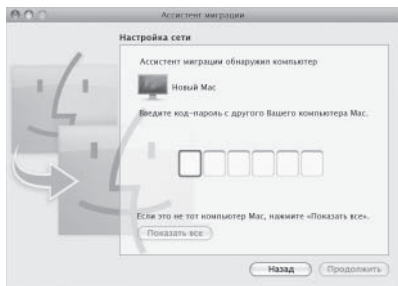 Ассистент миграции
Настройка сети
Ассистент миграции обнаружил компьютер
Новый Mac
Введите код-пароль с другого Вашего компьютера Mac.
Если это не тот компьютер Mac, нажмите «Показать все».
Показать все
Назад
Продолжить